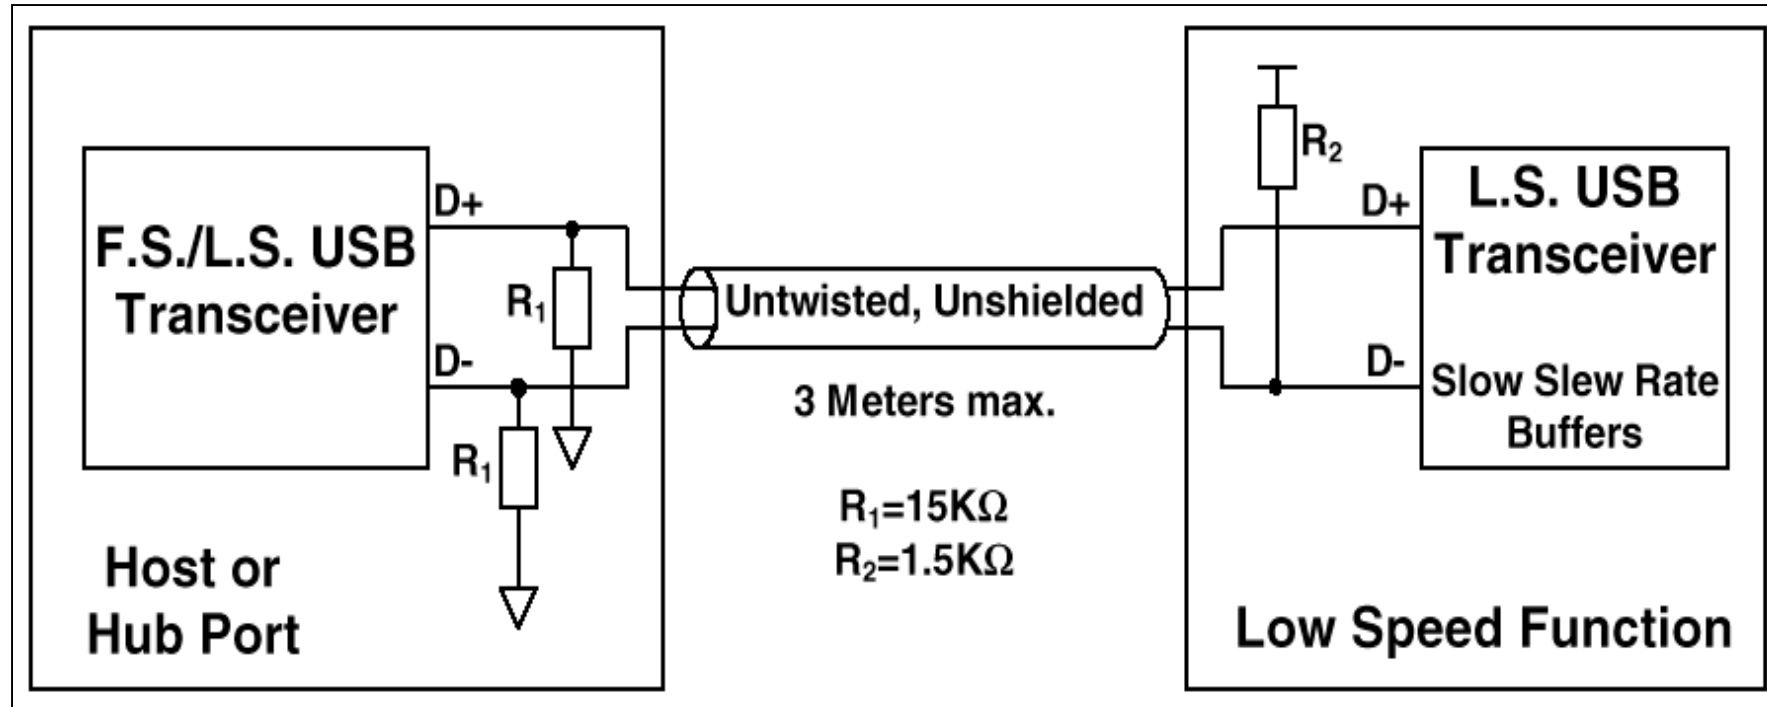 D+
F.S./L.S. USB
Transceiver
R₁
D-
R₁
Host or
Hub Port
Untwisted, Unshielded
3 Meters max.
R₁=15KΩ
R₂=1.5KΩ
R₂
D+
L.S. USB
Transceiver
D-
Slow Slew Rate
Buffers
Low Speed Function